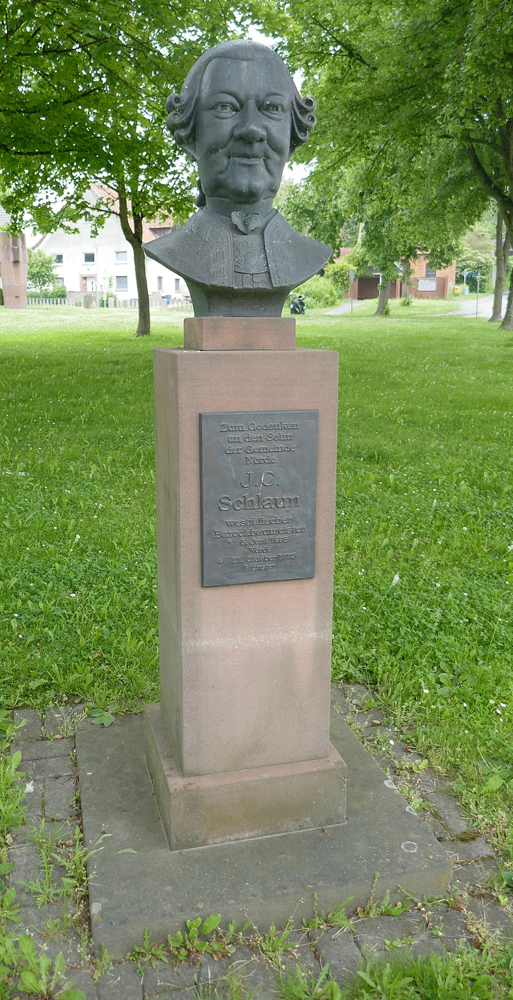 Zum Gedenken
an den Sohn
der Gemeinde
Nörde
J.C.
Schlaun
westfälischer
Barockbaumeister
* 5. Juni 1695
Nörde
21. Oktober 1773
Münster